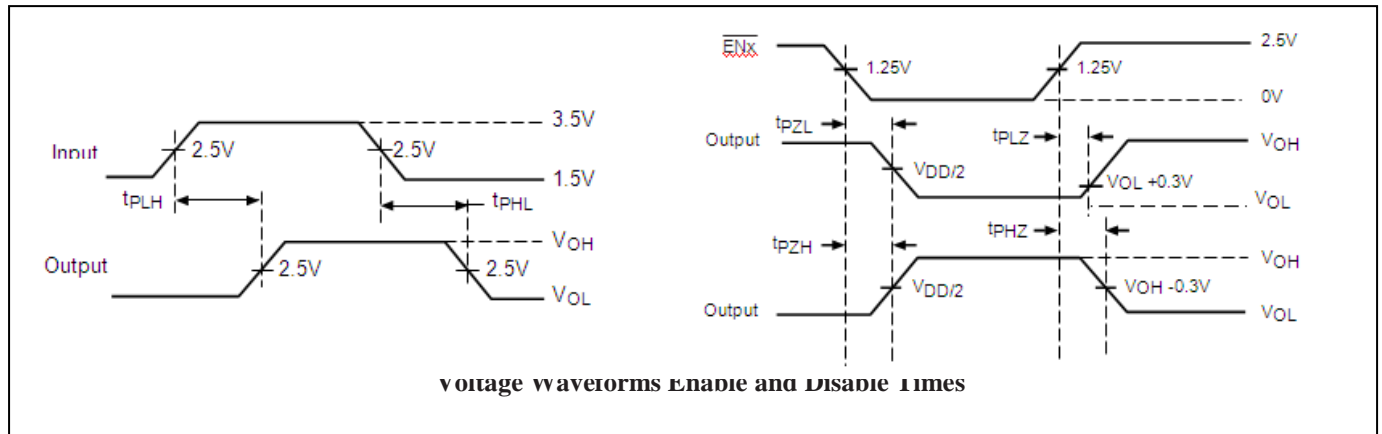 Input
3.5V
2.5V
2.5V
1.5V
tPLH
tPHL
Output
VOH
2.5V
2.5V
VOL
ENx
2.5V
1.25V
1.25V
0V
tPZL
tPLZ
Output
VOH
VDD/2
VOL +0.3V
VOL
tPZH
tPHZ
VOH
VDD/2
VOH -0.3V
Output
VOL
Voltage Waveforms Enable and Disable Times